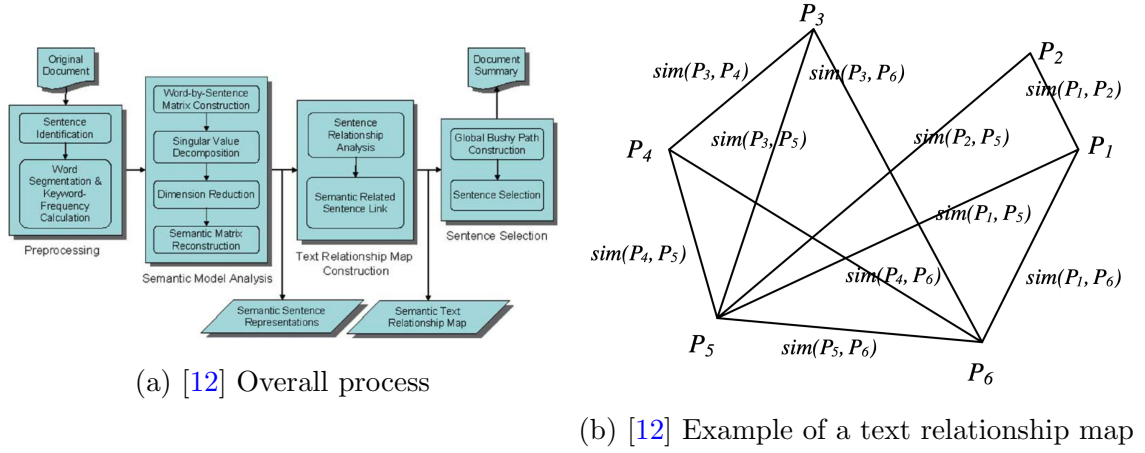 Original
Document
Sentence
Identification
Word
Segmentation &
Keyword-
Frequency
Calculation
Preprocessing
Word-by-Sentence
Matrix Construction
Singular Value
Decomposition
Dimension Reduction
Semantic Matrix
Reconstruction
Semantic Model Analysis
Sentence
Relationship
Analysis
Semantic Related
Sentence Link
Text Relationship Map
Construction
Document
Summary
Global Bushy Path
Construction
Sentence Selection
Sentence Selection
Semantic Sentence
Representations
Semantic Text
Relationship Map
(a) [12] Overall process
P3
P2
sim(P3, P4)
sim(P3, P6)
sim(P1, P2)
P4
sim(P3, P5)
sim(P2, P5)
P1
sim(P1, P5)
sim(P4, P5)
sim(P4, P6)
sim(P1, P6)
P5
sim(P5, P6)
P6
(b) [12] Example of a text relationship map